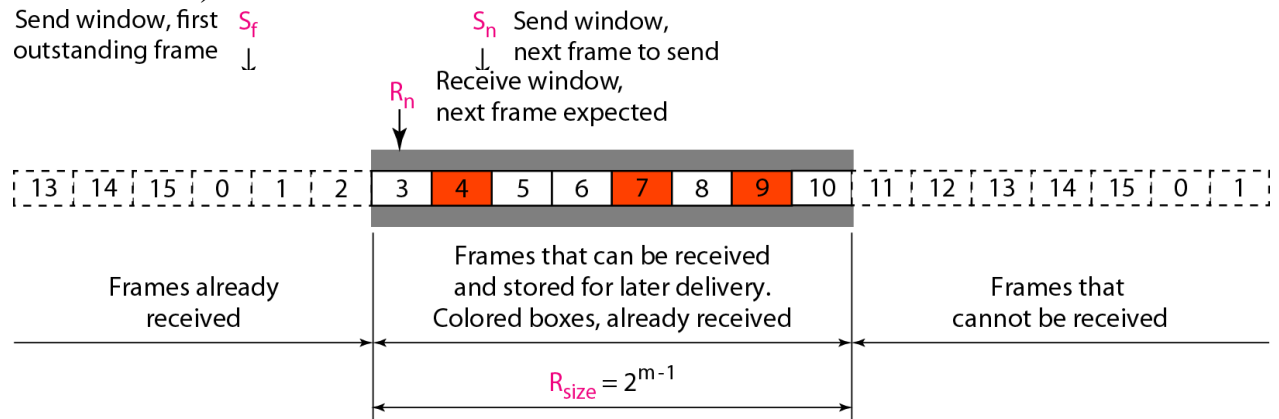 Send window, first S_f
outstanding frame
S_n Send window,
next frame to send
R_n Receive window,
next frame expected
13 14 15 0 1 2 3 4 5 6 7 8 9 10 11 12 13 14 15 0 1
Frames already
received
Frames that can be received
and stored for later delivery.
Colored boxes, already received
Frames that
cannot be received
R_size = 2^m-1